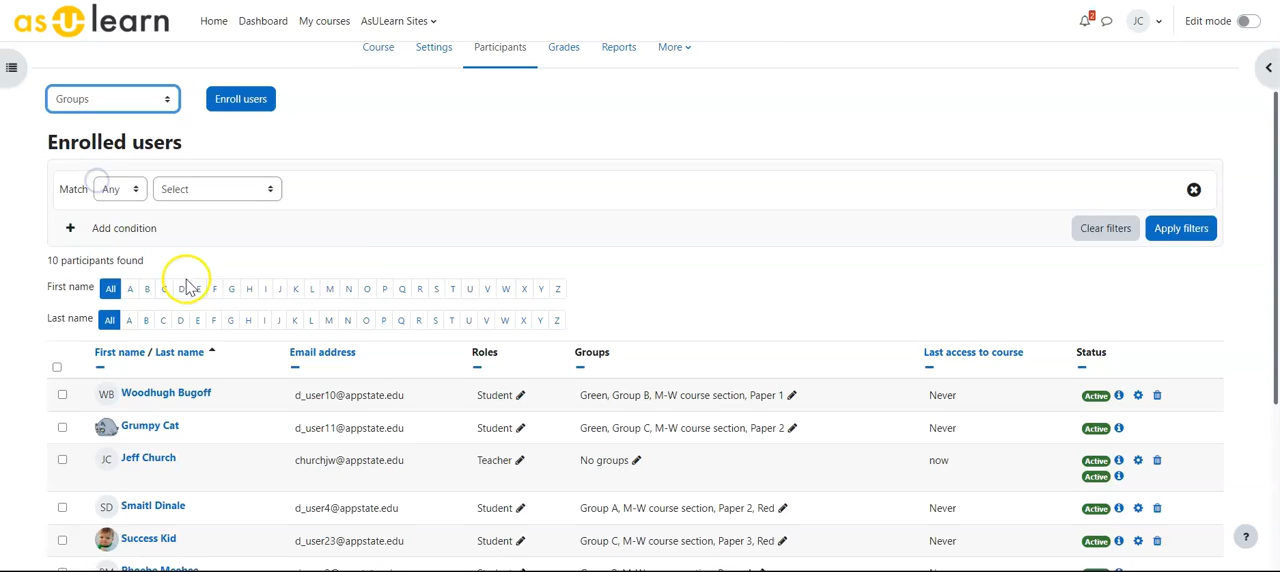 asULearn Home Dashboard My courses AsULearn Sites 2 JC Edit mode
Course Settings Participants Grades Reports More
Groups Enroll users
Enrolled users
Match Any Select
+ Add condition Clear filters Apply filters
10 participants found
First name All A B C D E F G H I J K L M N O P Q R S T U V W X Y Z
Last name All A B C D E F G H I J K L M N O P Q R S T U V W X Y Z
First name / Last name Email address Roles Groups Last access to course Status
WB Woodhugh Bugoff d_user10@appstate.edu Student Green, Group B, M-W course section, Paper 1 Never Active
Grumpy Cat d_user11@appstate.edu Student Green, Group C, M-W course section, Paper 2 Never Active
JC Jeff Church churchjw@appstate.edu Teacher No groups now Active
Active
SD Smaitl Dinale d_user4@appstate.edu Student Group A, M-W course section, Paper 2, Red Never Active
Success Kid d_user23@appstate.edu Student Group C, M-W course section, Paper 3, Red Never Active
?